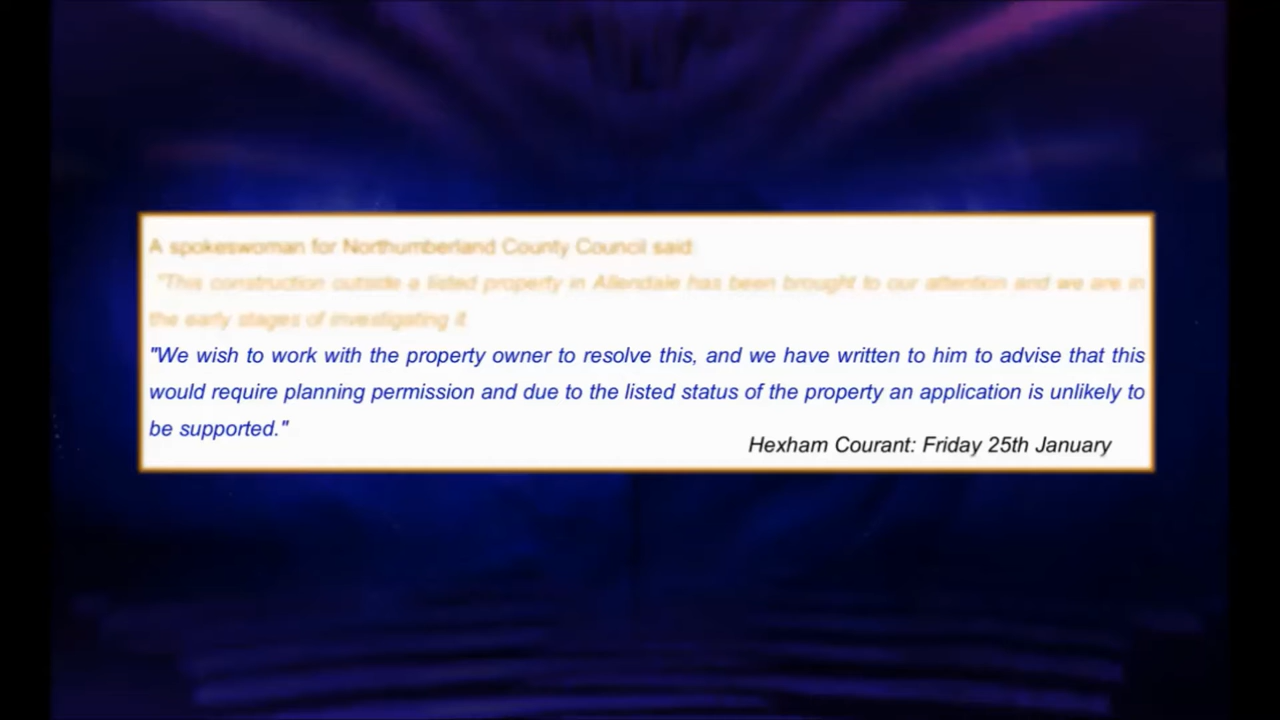 A spokeswoman for Northumberland County Council said:
"This construction outside a listed property in Allendale has been brought to our attention and we are in
the early stages of investigating it.
"We wish to work with the property owner to resolve this, and we have written to him to advise that this
would require planning permission and due to the listed status of the property an application is unlikely to
be supported."
Hexham Courant: Friday 25th January